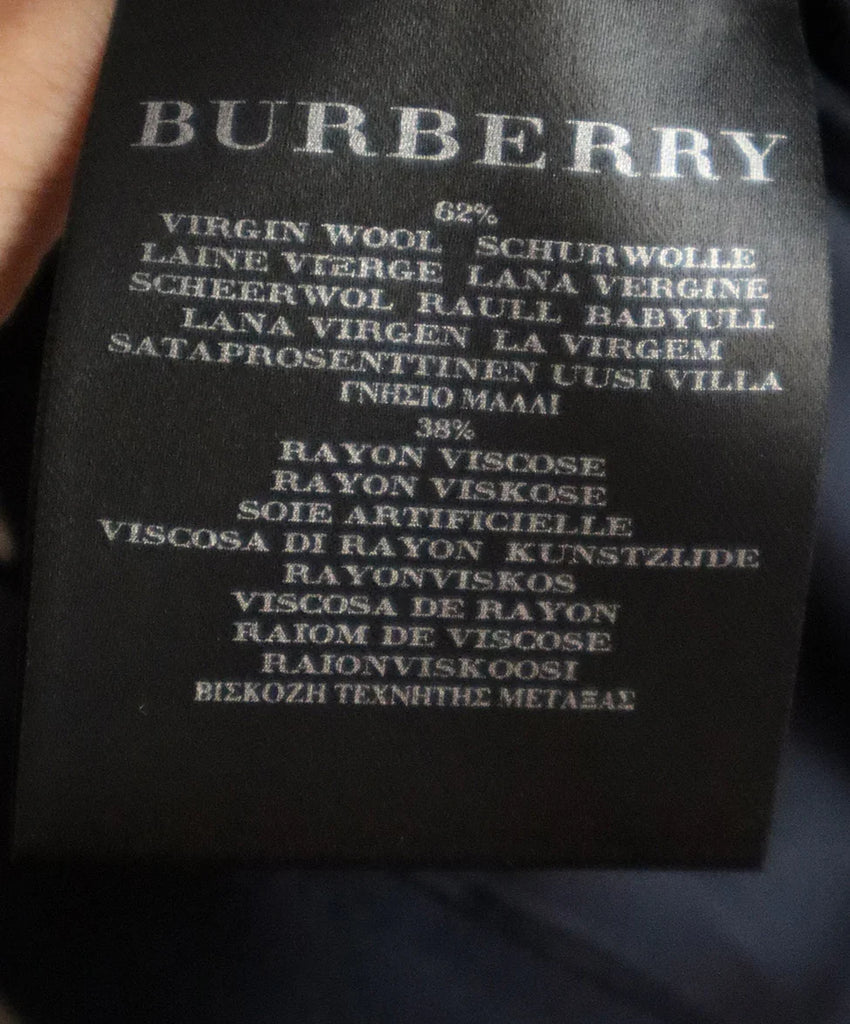 BURBERRY
62%
VIRGIN WOOL SCHURWOLLE
LAINE VIERGE LANA VERGINE
SCHEERWOL RAULL BABYULL
LANA VIRGEN LA VIRGEM
SATAPROSENTTINEN UUSI VILLA
ΓΝΗΣΙΟ ΜΑΛΛΙ
38%
RAYON VISCOSE
RAYON VISKOSE
SOIE ARTIFICIELLE
VISCOSA DI RAYON KUNSTZIJDE
RAYONVISKOS
VISCOSA DE RAYON
RAIOM DE VISCOSE
RAIONVISKOOSI
ΒΙΣΚΟΖΗ ΤΕΧΝΗΤΗΣ ΜΕΤΑΞΑΣ